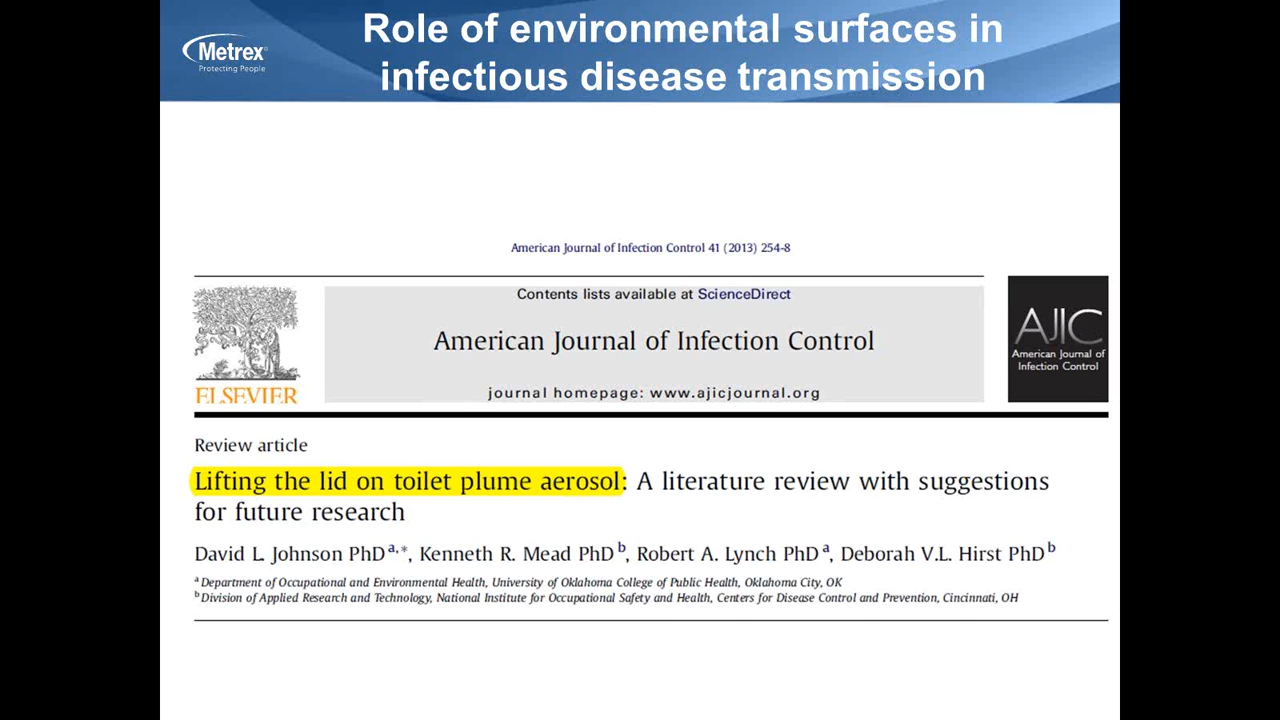 Metrex®
Protecting People™
Role of environmental surfaces in
infectious disease transmission
American Journal of Infection Control 41 (2013) 254-8
Contents lists available at ScienceDirect
American Journal of Infection Control
journal homepage: www.ajicjournal.org
ELSEVIER
AJIC
American Journal of
Infection Control
Review article
Lifting the lid on toilet plume aerosol: A literature review with suggestions
for future research
David L. Johnson PhD a,*, Kenneth R. Mead PhD b, Robert A. Lynch PhD a, Deborah V.L. Hirst PhD b
a Department of Occupational and Environmental Health, University of Oklahoma College of Public Health, Oklahoma City, OK
b Division of Applied Research and Technology, National Institute for Occupational Safety and Health, Centers for Disease Control and Prevention, Cincinnati, OH